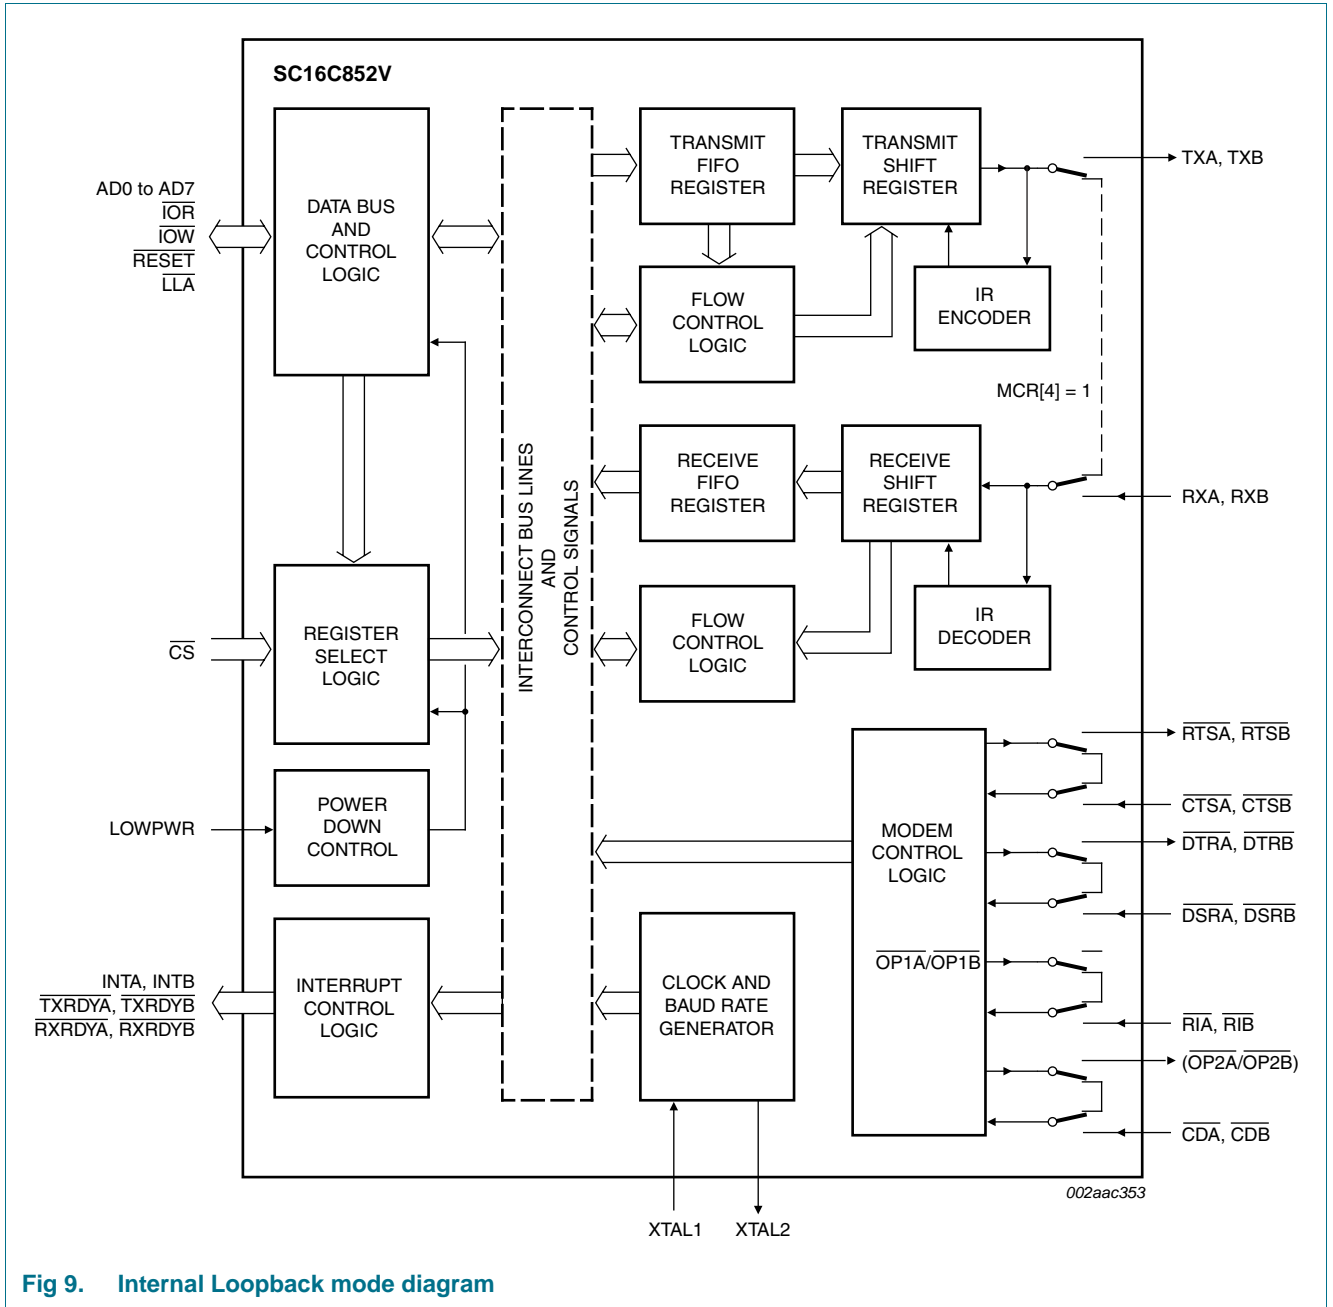 SC16C852V
AD0 to AD7
IOR
IOW
RESET
LLA
DATA BUS
AND
CONTROL
LOGIC
TRANSMIT
FIFO
REGISTER
TRANSMIT
SHIFT
REGISTER
TXA, TXB
FLOW
CONTROL
LOGIC
IR
ENCODER
MCR[4] = 1
RECEIVE
FIFO
REGISTER
RECEIVE
SHIFT
REGISTER
RXA, RXB
INTERCONNECT BUS LINES
AND
CONTROL SIGNALS
CS
REGISTER
SELECT
LOGIC
FLOW
CONTROL
LOGIC
IR
DECODER
LOWPWR
POWER
DOWN
CONTROL
MODEM
CONTROL
LOGIC
RTSA, RTSB
CTSA, CTSB
DTRA, DTRB
DSRA, DSRB
OP1A/OP1B
RIA, RIB
(OP2A/OP2B)
CDA, CDB
INTA, INTB
TXRDYA, TXRDYB
RXRDYA, RXRDYB
INTERRUPT
CONTROL
LOGIC
CLOCK AND
BAUD RATE
GENERATOR
XTAL1
XTAL2
002aac353
Fig 9. Internal Loopback mode diagram